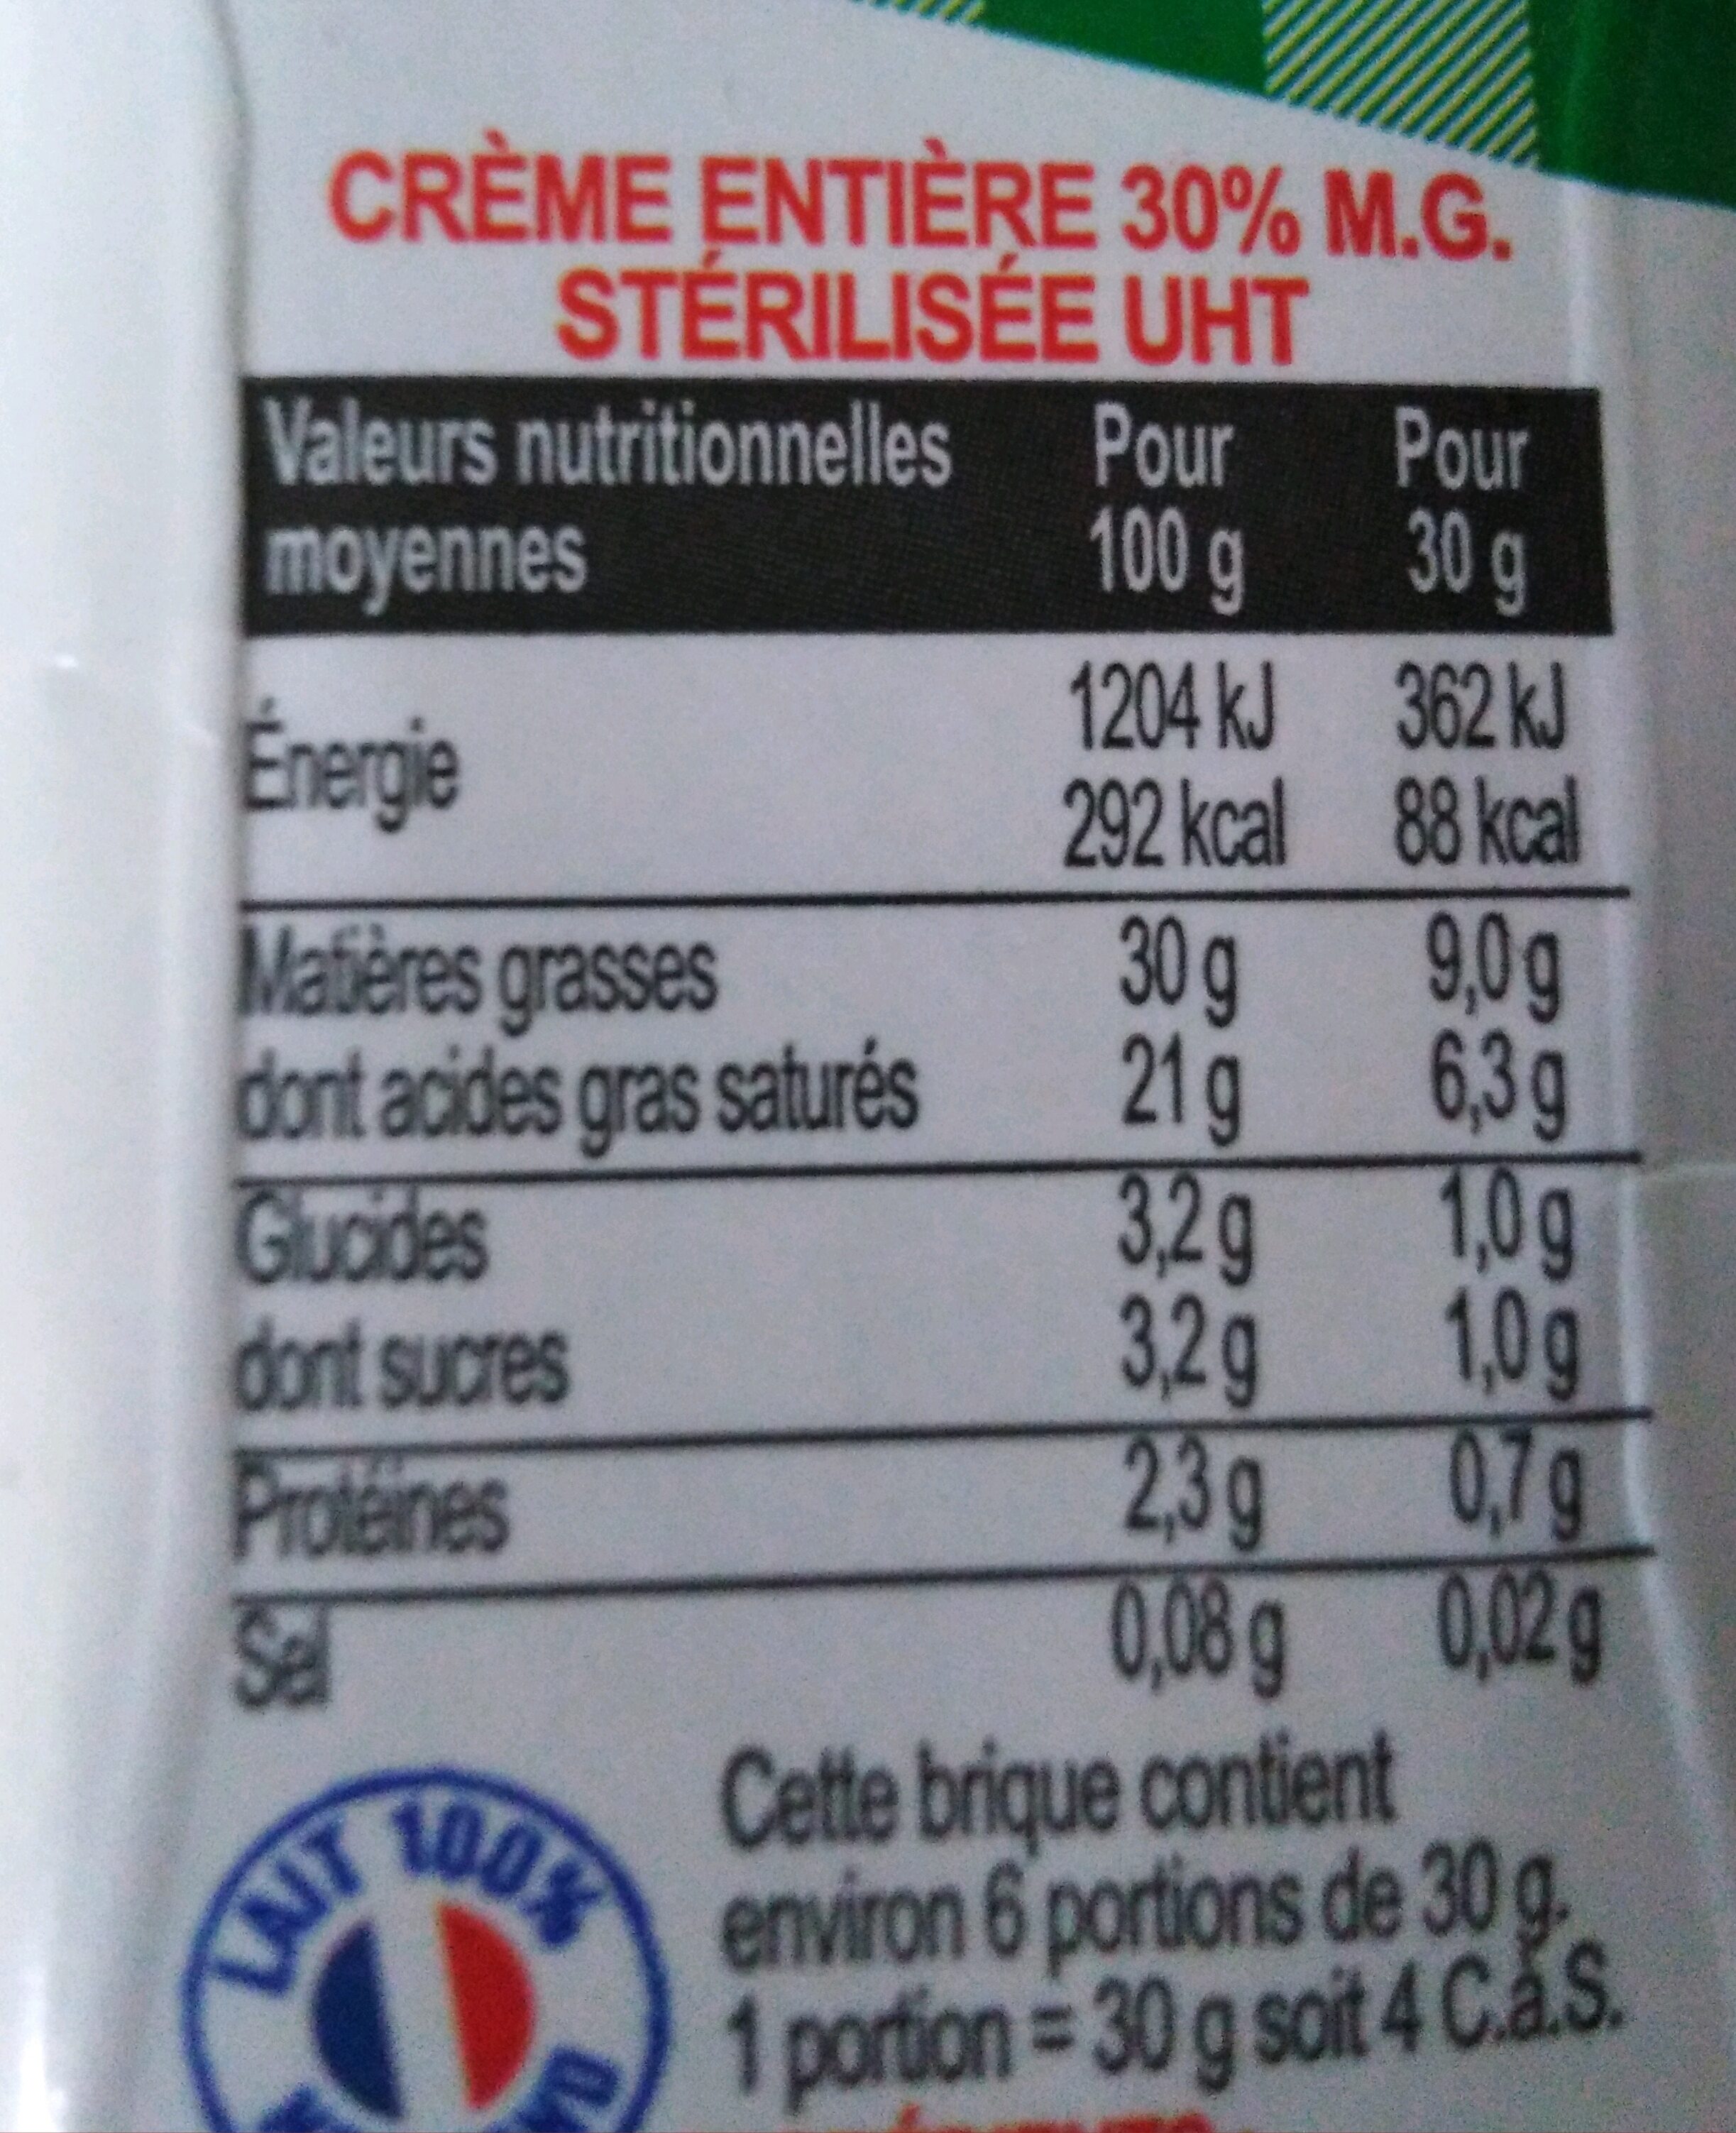 CRÈME ENTIÈRE 30% M.G.
STÉRILISÉE UHT
Valeurs nutritionnelles Pour Pour
moyennes 100 g 30 g
Énergie 1204 kJ 362 kJ
292 kcal 88 kcal
Matières grasses 30 g 9,0 g
dont acides gras saturés 21 g 6,3 g
Glucides 3,2 g 1,0 g
dont sucres 3,2 g 1,0 g
Protéines 2,3 g 0,7 g
Sel 0,08 g 0,02 g
Cette brique contient
environ 6 portions de 30 g.
1 portion = 30 g soit 4 C.à.S.
LAIT 100%